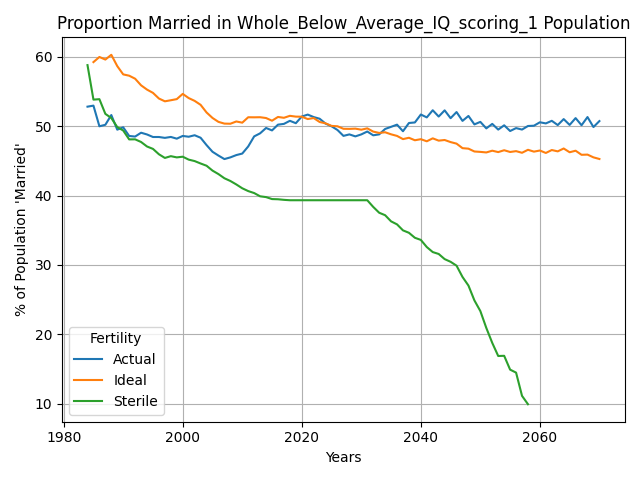 Proportion Married in Whole_Below_Average_IQ_scoring_1 Population
% of Population 'Married'
60
50
40
30
20
10
Fertility
Actual
Ideal
Sterile
1980
2000
2020
2040
2060
Years